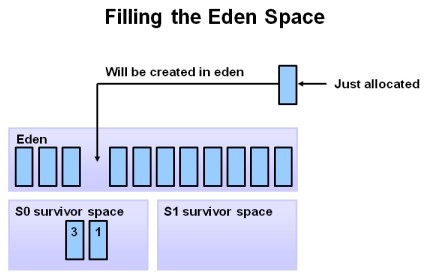 Filling the Eden Space
Will be created in eden
Just allocated
Eden
S0 survivor space
S1 survivor space
3 1